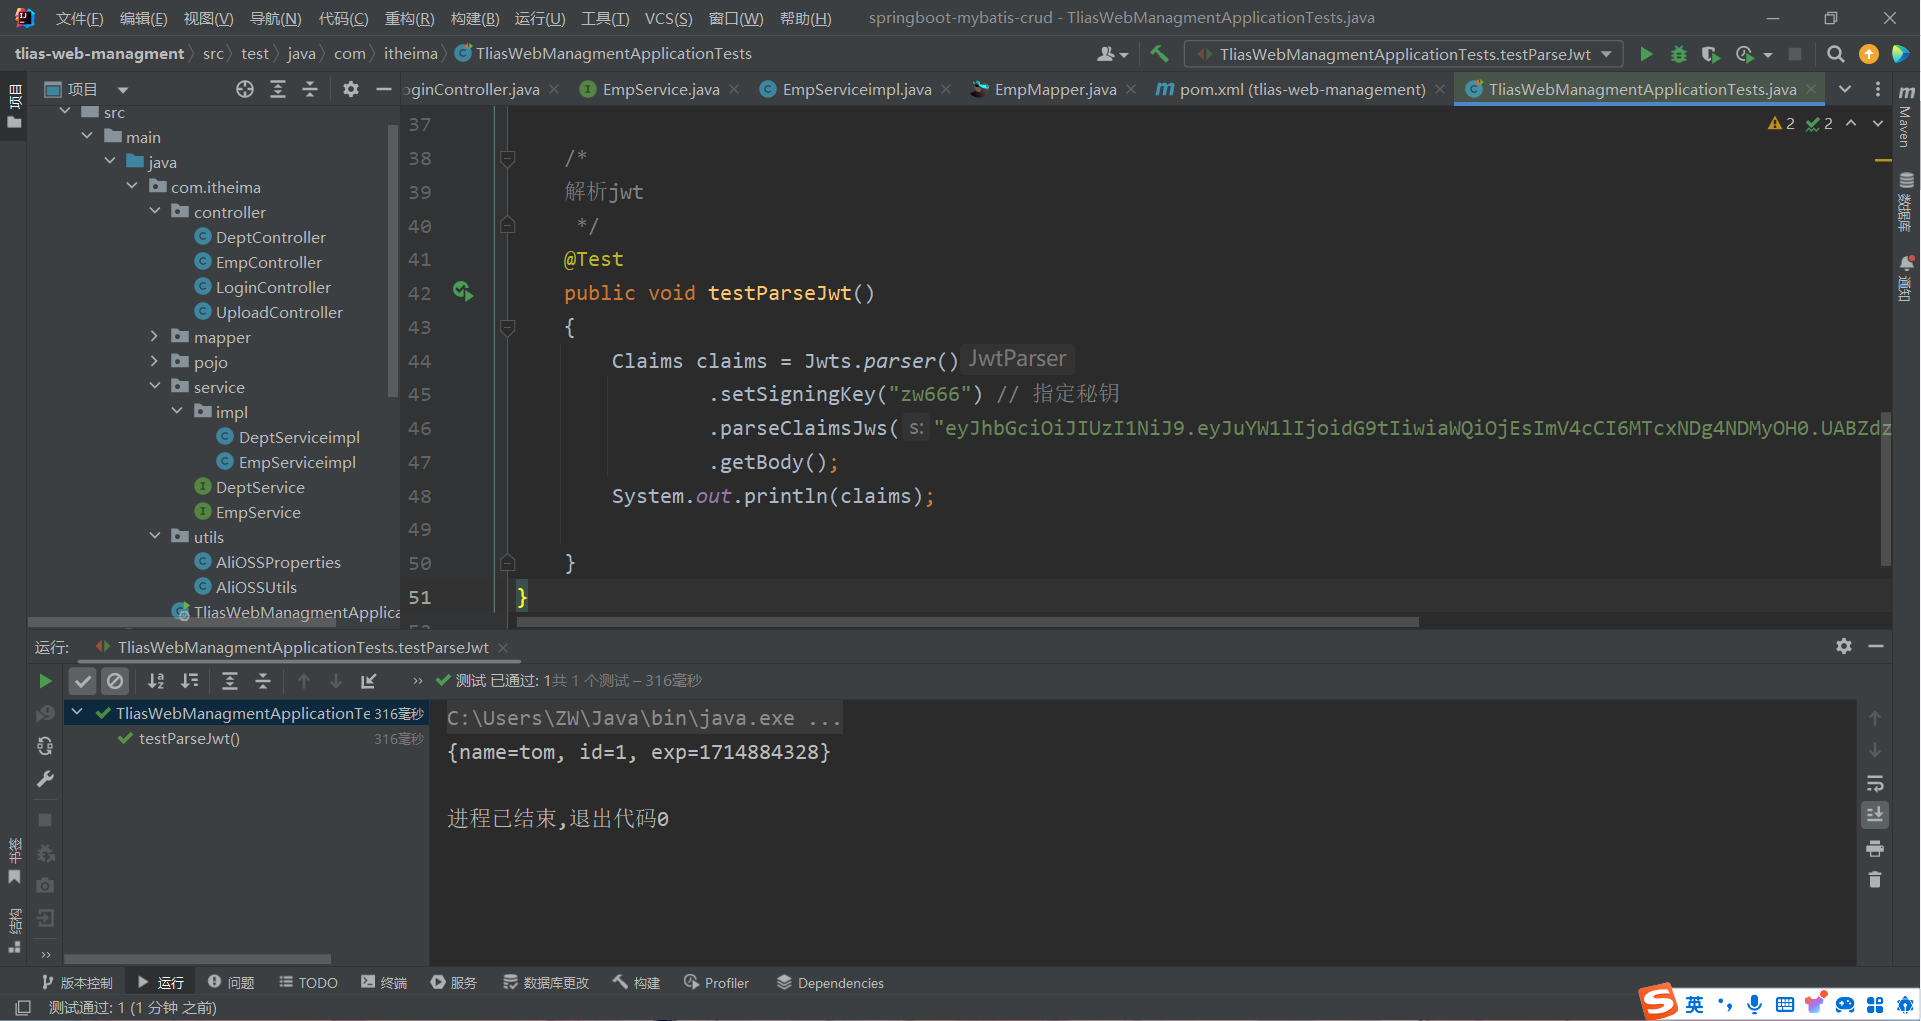 文件(F) 编辑(E) 视图(V) 导航(N) 代码(C) 重构(R) 构建(B) 运行(U) 工具(T) VCS(S) 窗口(W) 帮助(H) springboot-mybatis-crud - TliasWebManagmentApplicationTests.java
tlias-web-managment src test java com itheima TliasWebManagmentApplicationTests TliasWebManagmentApplicationTests.testParseJwt
项目
项目
oginController.java EmpService.java EmpServiceimpl.java EmpMapper.java pom.xml (tlias-web-management) TliasWebManagmentApplicationTests.java
Maven
数据库
通知
src
main
java
com.itheima
controller
DeptController
EmpController
LoginController
UploadController
mapper
pojo
service
impl
DeptServiceimpl
EmpServiceimpl
DeptService
EmpService
utils
AliOSSProperties
AliOSSUtils
TliasWebManagmentApplica
2 2
37
38 /*
39 解析jwt
40 */
41 @Test
42 public void testParseJwt()
43 {
44 Claims claims = Jwts.parser() JwtParser
45 .setSigningKey("zw666") // 指定秘钥
46 .parseClaimsJws( s: "eyJhbGciOiJIUzI1NiJ9.eyJuYW1lIjoidG9tIiwiaWQiOjEsImV4cCI6MTcxNDg4NDMyOH0.UABZdz
47 .getBody();
48 System.out.println(claims);
49
50 }
51 }
运行: TliasWebManagmentApplicationTests.testParseJwt
测试 已通过: 1共 1 个测试 – 316毫秒
TliasWebManagmentApplicationTe 316毫秒
testParseJwt() 316毫秒
C:\Users\ZW\Java\bin\java.exe ...
{name=tom, id=1, exp=1714884328}
进程已结束,退出代码0
书签
结构
版本控制 运行 问题 TODO 终端 服务 数据库更改 构建 Profiler Dependencies
测试通过: 1 (1 分钟 之前)
英